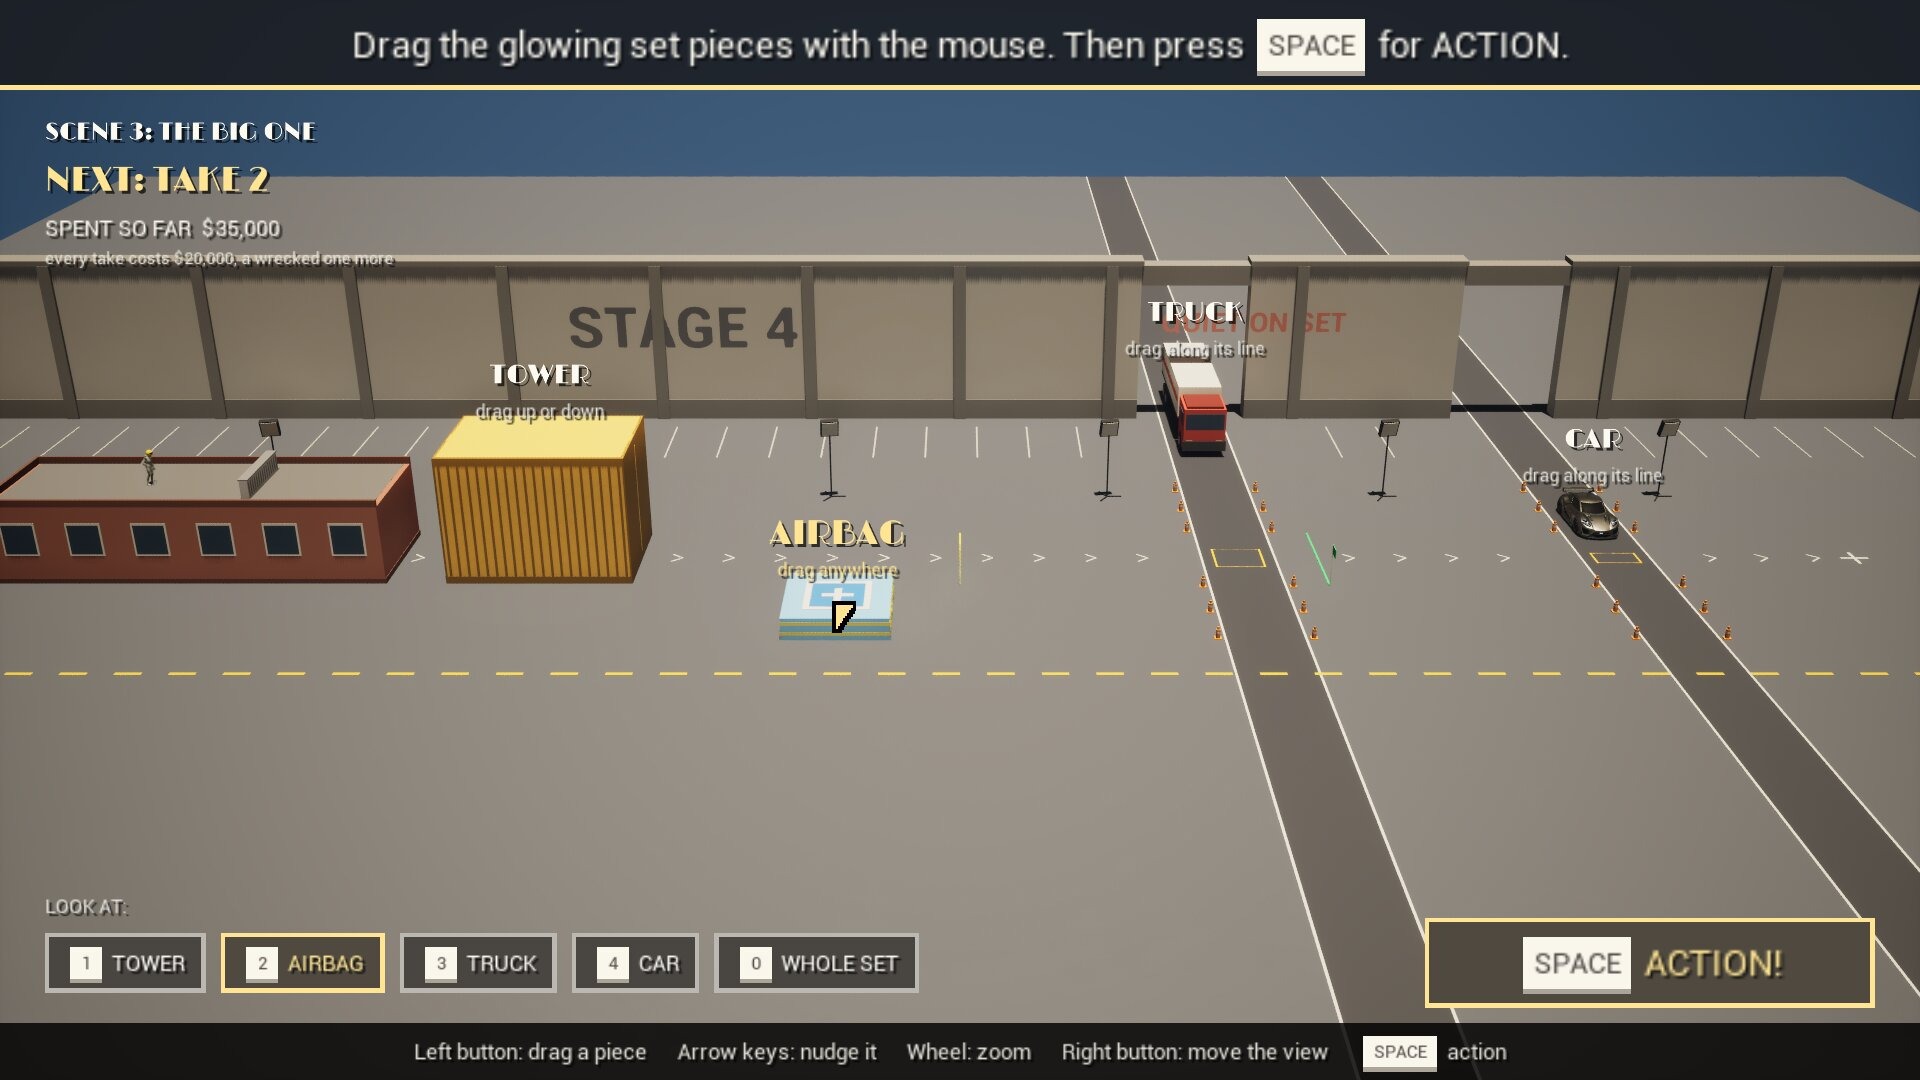 Drag the glowing set pieces with the mouse. Then press SPACE for ACTION.
SCENE 3: THE BIG ONE
NEXT: TAKE 2
SPENT SO FAR $35,000
every take costs $20,000, a wrecked one more
STAGE 4
QUIET ON SET
TRUCK
drag along its line
TOWER
drag up or down
CAR
drag along its line
AIRBAG
drag anywhere
LOOK AT:
1 TOWER
2 AIRBAG
3 TRUCK
4 CAR
0 WHOLE SET
SPACE ACTION!
Left button: drag a piece Arrow keys: nudge it Wheel: zoom Right button: move the view SPACE action